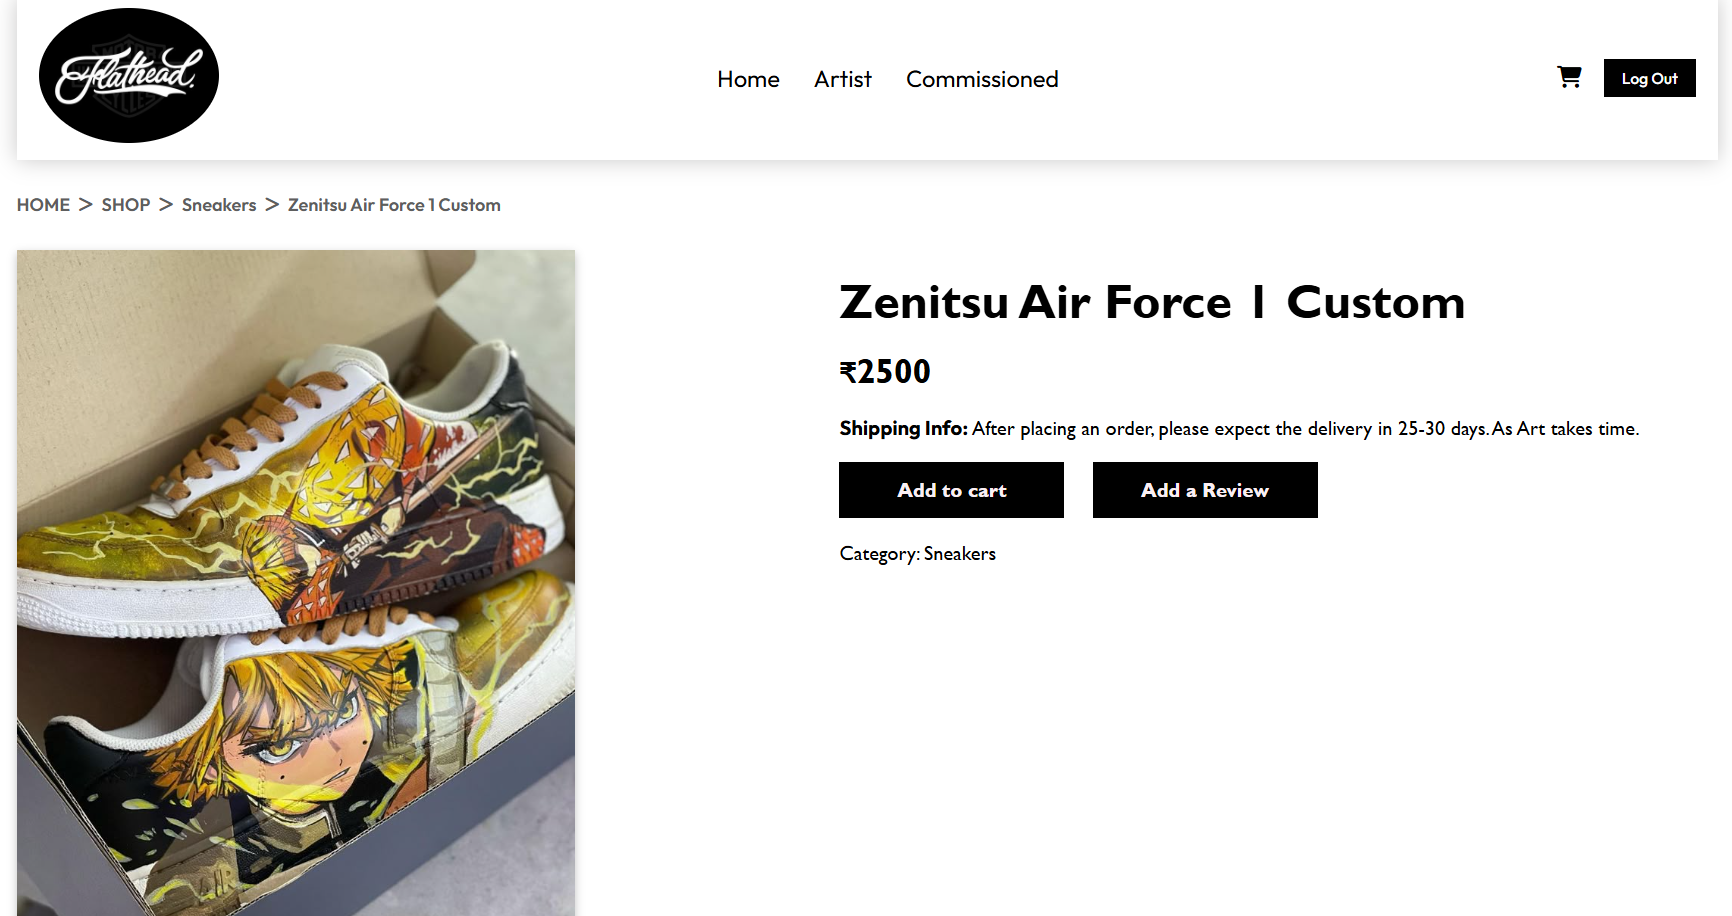 Flathead.
Home
Artist
Commissioned
Log Out
HOME > SHOP > Sneakers > Zenitsu Air Force 1 Custom
Zenitsu Air Force 1 Custom
₹2500
Shipping Info: After placing an order, please expect the delivery in 25-30 days. As Art takes time.
Add to cart
Add a Review
Category: Sneakers